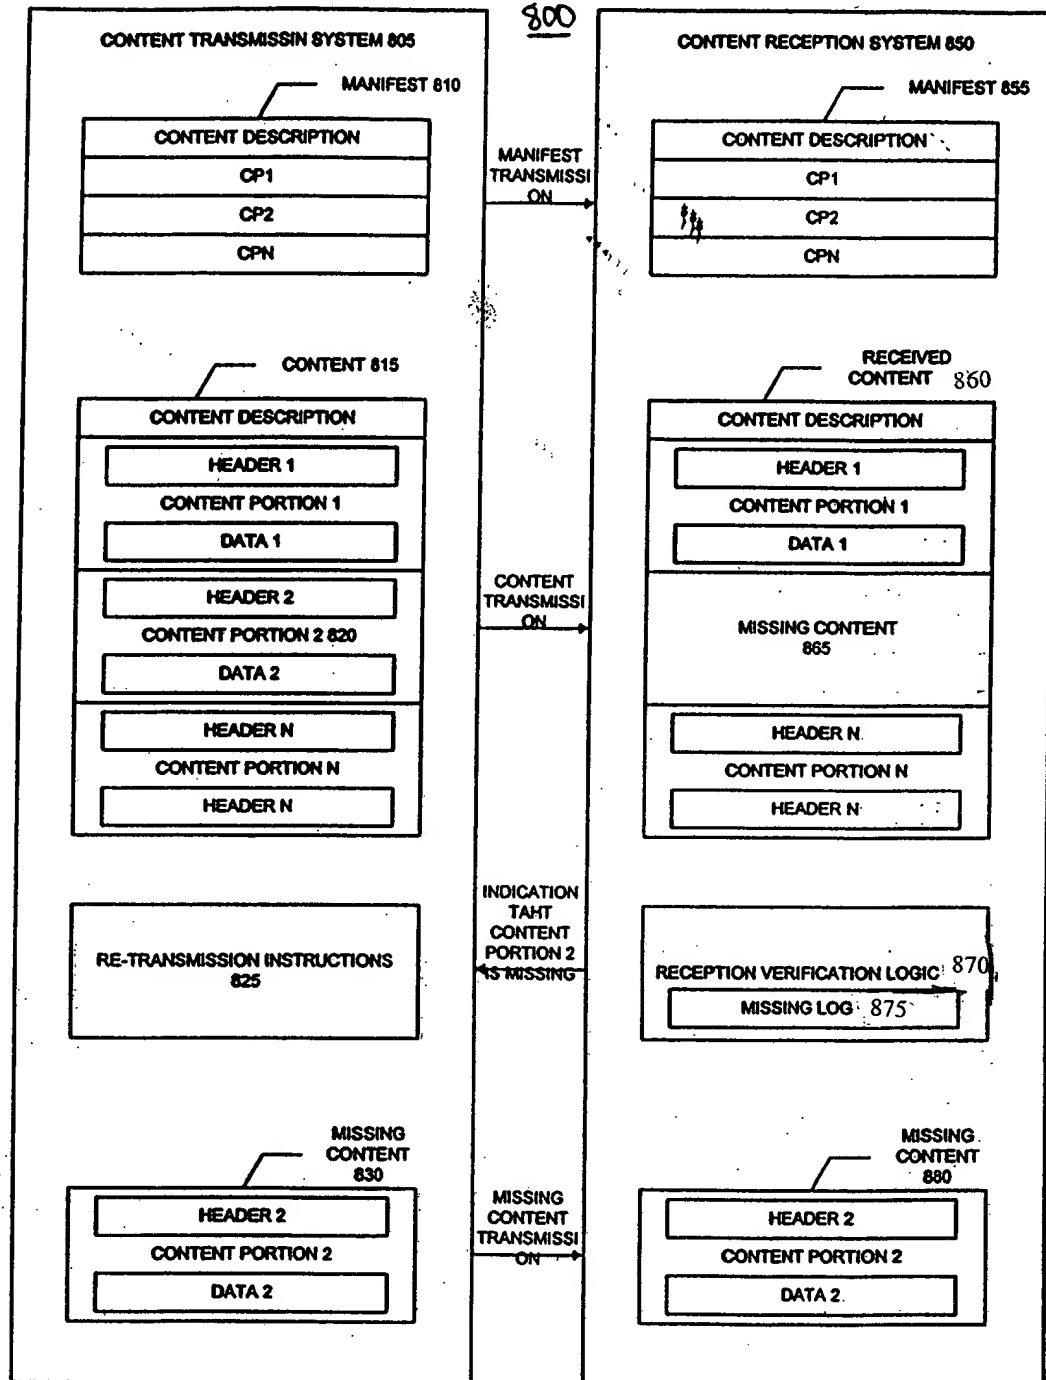 800
CONTENT TRANSMISSIN SYSTEM 805
MANIFEST 810
CONTENT DESCRIPTION
CP1
CP2
CPN
CONTENT 815
CONTENT DESCRIPTION
HEADER 1
CONTENT PORTION 1
DATA 1
HEADER 2
CONTENT PORTION 2 820
DATA 2
HEADER N
CONTENT PORTION N
HEADER N
RE-TRANSMISSION INSTRUCTIONS
825
MISSING
CONTENT
830
HEADER 2
CONTENT PORTION 2
DATA 2
MANIFEST
TRANSMISSI
ON
CONTENT
TRANSMISSI
ON
INDICATION
TAHT
CONTENT
PORTION 2
IS MISSING
MISSING
CONTENT
TRANSMISSI
ON
CONTENT RECEPTION SYSTEM 850
MANIFEST 855
CONTENT DESCRIPTION
CP1
CP2
CPN
RECEIVED
CONTENT 860
CONTENT DESCRIPTION
HEADER 1
CONTENT PORTION 1
DATA 1
MISSING CONTENT
865
HEADER N
CONTENT PORTION N
HEADER N
RECEPTION VERIFICATION LOGIC 870
MISSING LOG 875
MISSING
CONTENT
880
HEADER 2
CONTENT PORTION 2
DATA 2